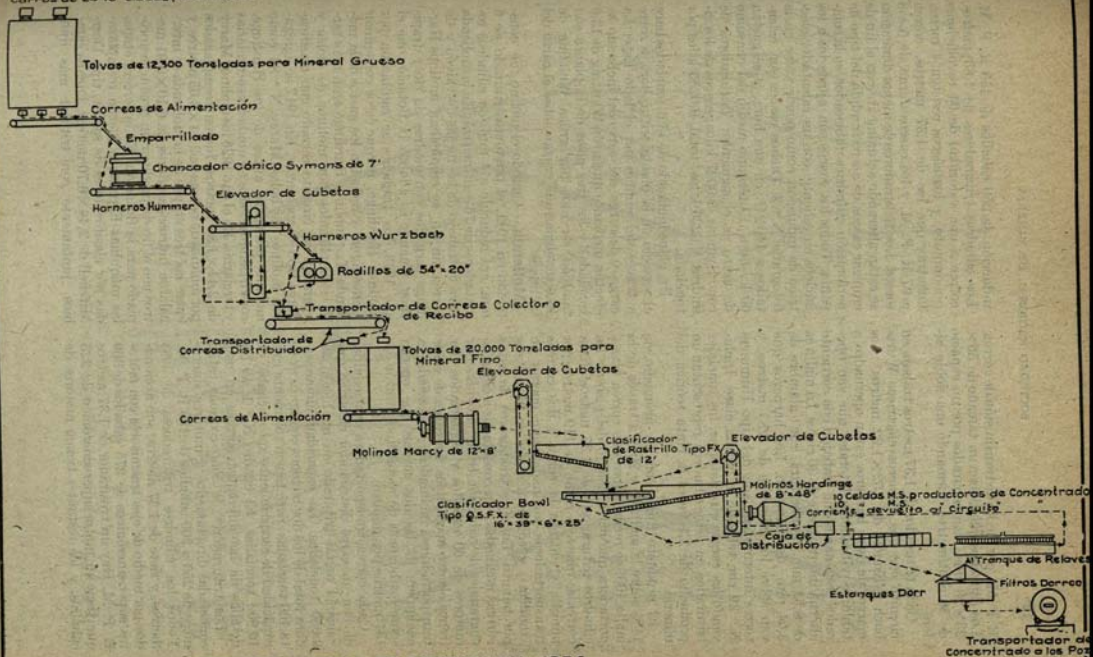 Carros de
Tolvas de 12,300 Toneladas para Mineral Grueso
Correas de Alimentación
Emparrillado
Chancador Cónico Symons de 7'
Harneros Hummer
Elevador de Cubetas
Harneros Wurzbach
Rodillos de 54"×20"
Transportador de Correas Colector o
de Recibo
Transportador de
Correas Distribuidor
Tolvas de 20.000 Toneladas para
Mineral Fino
Elevador de Cubetas
Correas de Alimentación
Molinos Marcy de 12'×8'
Clasificador
de Rastrillo Tipo FX
de 12'
Elevador de Cubetas
Clasificador Bowl
Tipo Q.S.F.X. de
16'×39'×6"×25'
Molinos Hardinge
de 8'×48"
10 Celdas M.S. productoras de Concentrado
10 " M.S. "
Corriente devuelta al Circuito
Caja de
Distribución
Al Tranque de Relaves
Estanques Dorr
Filtros Dorrco
Transportador de
Concentrado a los